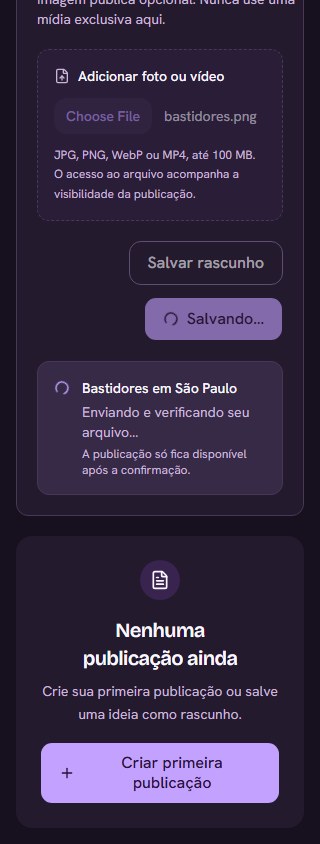 imagem pública opcional. Nunca use uma
mídia exclusiva aqui.
Adicionar foto ou vídeo
Choose File bastidores.png
JPG, PNG, WebP ou MP4, até 100 MB.
O acesso ao arquivo acompanha a
visibilidade da publicação.
Salvar rascunho
Salvando...
Bastidores em São Paulo
Enviando e verificando seu
arquivo...
A publicação só fica disponível
após a confirmação.
Nenhuma
publicação ainda
Crie sua primeira publicação ou salve
uma ideia como rascunho.
+ Criar primeira
publicação